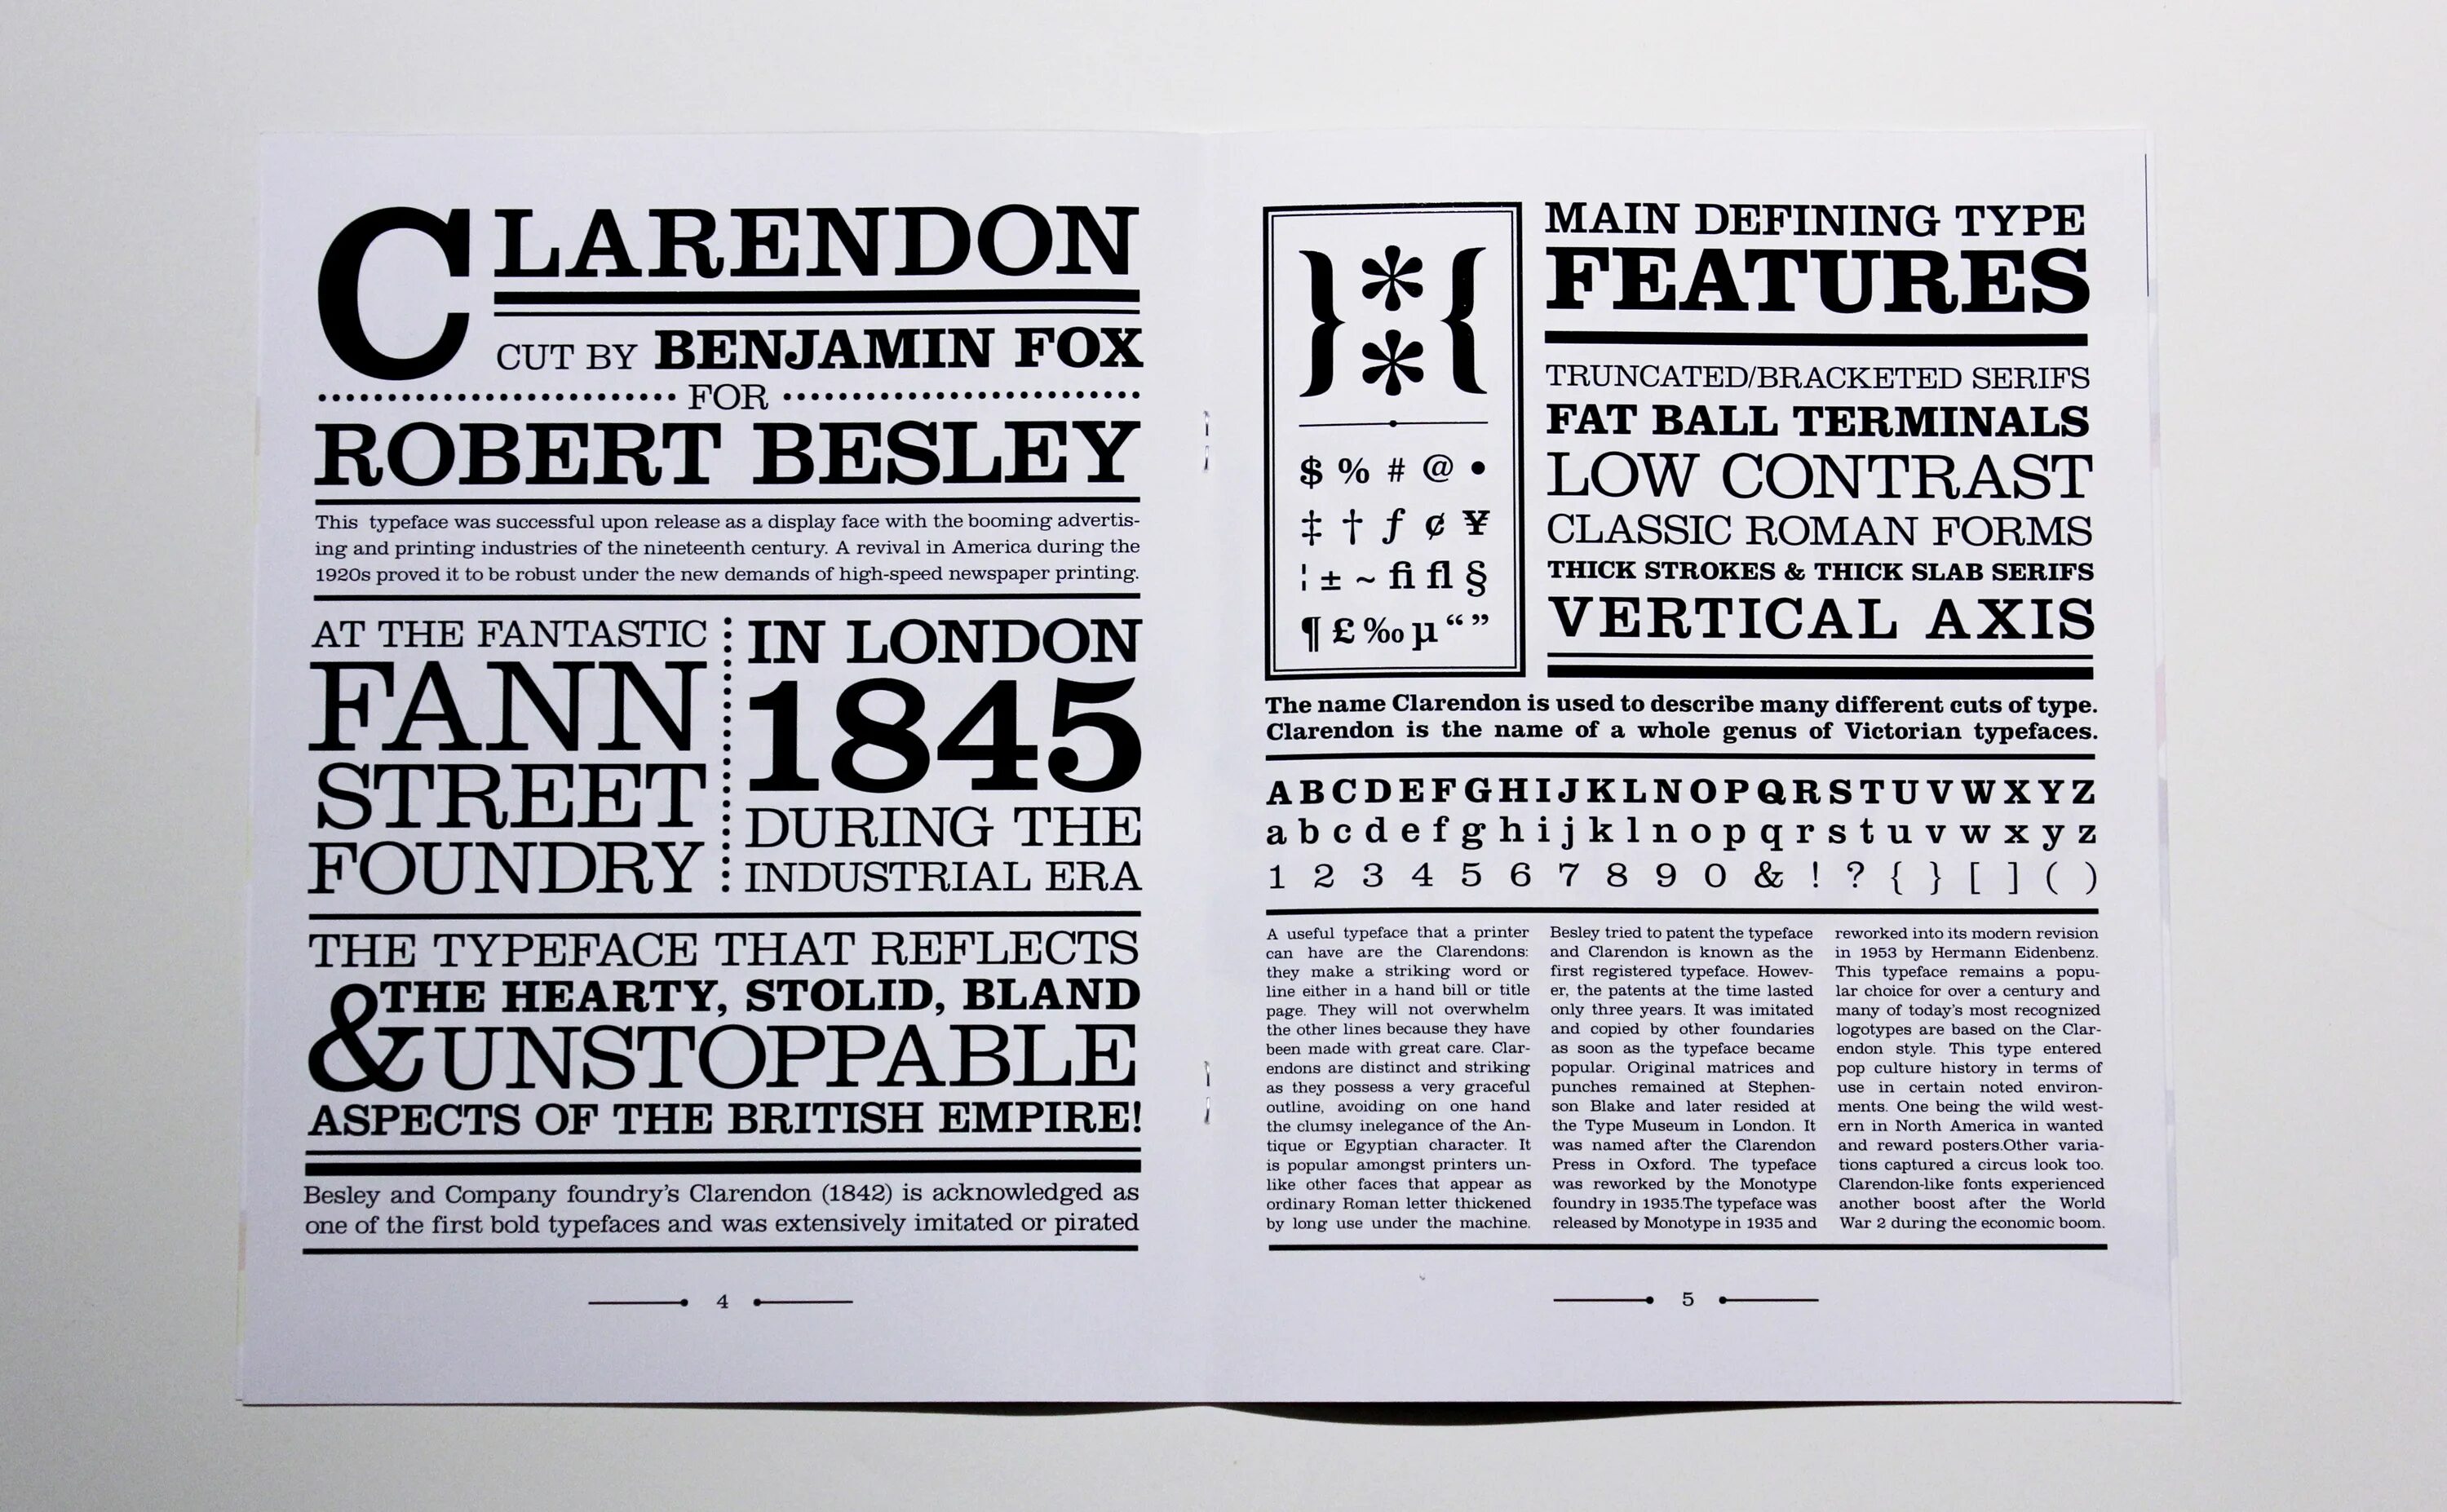 CLARENDON
CUT BY BENJAMIN FOX
FOR
ROBERT BESLEY
This typeface was successful upon release as a display face with the booming advertis-
ing and printing industries of the nineteenth century. A revival in America during the
1920s proved it to be robust under the new demands of high-speed newspaper printing.
AT THE FANTASTIC
FANN
STREET
FOUNDRY
IN LONDON
1845
DURING THE
INDUSTRIAL ERA
THE TYPEFACE THAT REFLECTS
THE HEARTY, STOLID, BLAND
& UNSTOPPABLE
ASPECTS OF THE BRITISH EMPIRE!
Besley and Company foundry's Clarendon (1842) is acknowledged as
one of the first bold typefaces and was extensively imitated or pirated
4
} * {
*
$ % # @ •
‡ † ƒ ¢ ¥
¦ ± ~ fi fl §
¶ £ ‰ µ “ ”
MAIN DEFINING TYPE
FEATURES
TRUNCATED/BRACKETED SERIFS
FAT BALL TERMINALS
LOW CONTRAST
CLASSIC ROMAN FORMS
THICK STROKES & THICK SLAB SERIFS
VERTICAL AXIS
The name Clarendon is used to describe many different cuts of type.
Clarendon is the name of a whole genus of Victorian typefaces.
A B C D E F G H I J K L N O P Q R S T U V W X Y Z
a b c d e f g h i j k l n o p q r s t u v w x y z
1 2 3 4 5 6 7 8 9 0 & ! ? { } [ ] ( )
A useful typeface that a printer
can have are the Clarendons:
they make a striking word or
line either in a hand bill or title
page. They will not overwhelm
the other lines because they have
been made with great care. Clar-
endons are distinct and striking
as they possess a very graceful
outline, avoiding on one hand
the clumsy inelegance of the An-
tique or Egyptian character. It
is popular amongst printers un-
like other faces that appear as
ordinary Roman letter thickened
by long use under the machine.
Besley tried to patent the typeface
and Clarendon is known as the
first registered typeface. Howev-
er, the patents at the time lasted
only three years. It was imitated
and copied by other foundaries
as soon as the typeface became
popular. Original matrices and
punches remained at Stephen-
son Blake and later resided at
the Type Museum in London. It
was named after the Clarendon
Press in Oxford. The typeface
was reworked by the Monotype
foundry in 1935.The typeface was
released by Monotype in 1935 and
reworked into its modern revision
in 1953 by Hermann Eidenbenz.
This typeface remains a popu-
lar choice for over a century and
many of today's most recognized
logotypes are based on the Clar-
endon style. This type entered
pop culture history in terms of
use in certain noted environ-
ments. One being the wild west-
ern in North America in wanted
and reward posters.Other varia-
tions captured a circus look too.
Clarendon-like fonts experienced
another boost after the World
War 2 during the economic boom.
5